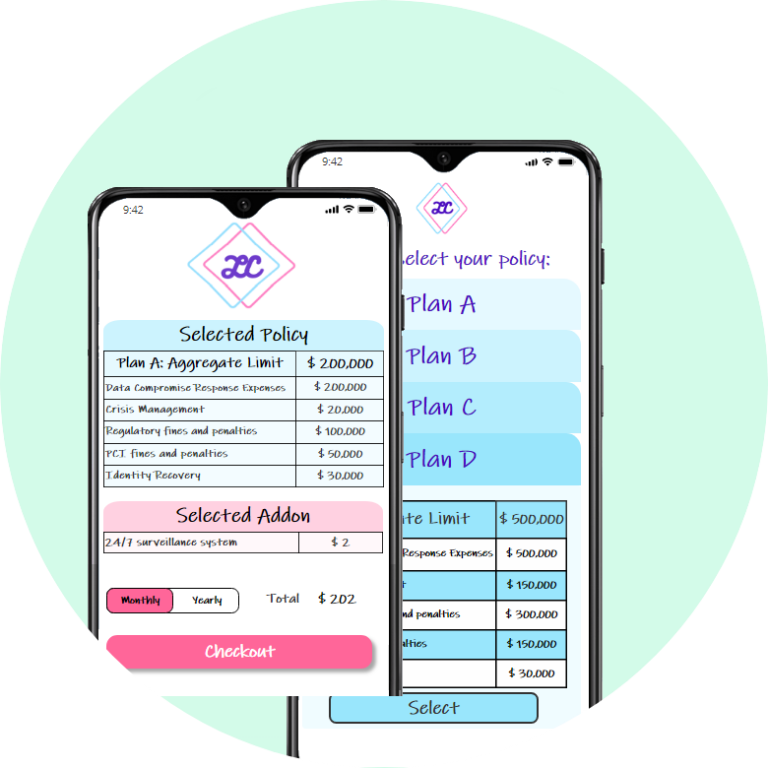 9:42
LC
Selected Policy
Plan A: Aggregate Limit $ 200,000
Data Compromise Response Expenses $ 200,000
Crisis Management $ 20,000
Regulatory fines and penalties $ 100,000
PCI fines and penalties $ 50,000
Identity Recovery $ 30,000
Selected Addon
24/7 surveillance system $ 2
Monthly Yearly Total $ 202
Checkout
9:42
LC
elect your policy:
Plan A
Plan B
Plan C
Plan D
Limit $ 500,000
Response Expenses $ 500,000
$ 150,000
penalties $ 300,000
$ 150,000
$ 30,000
Select